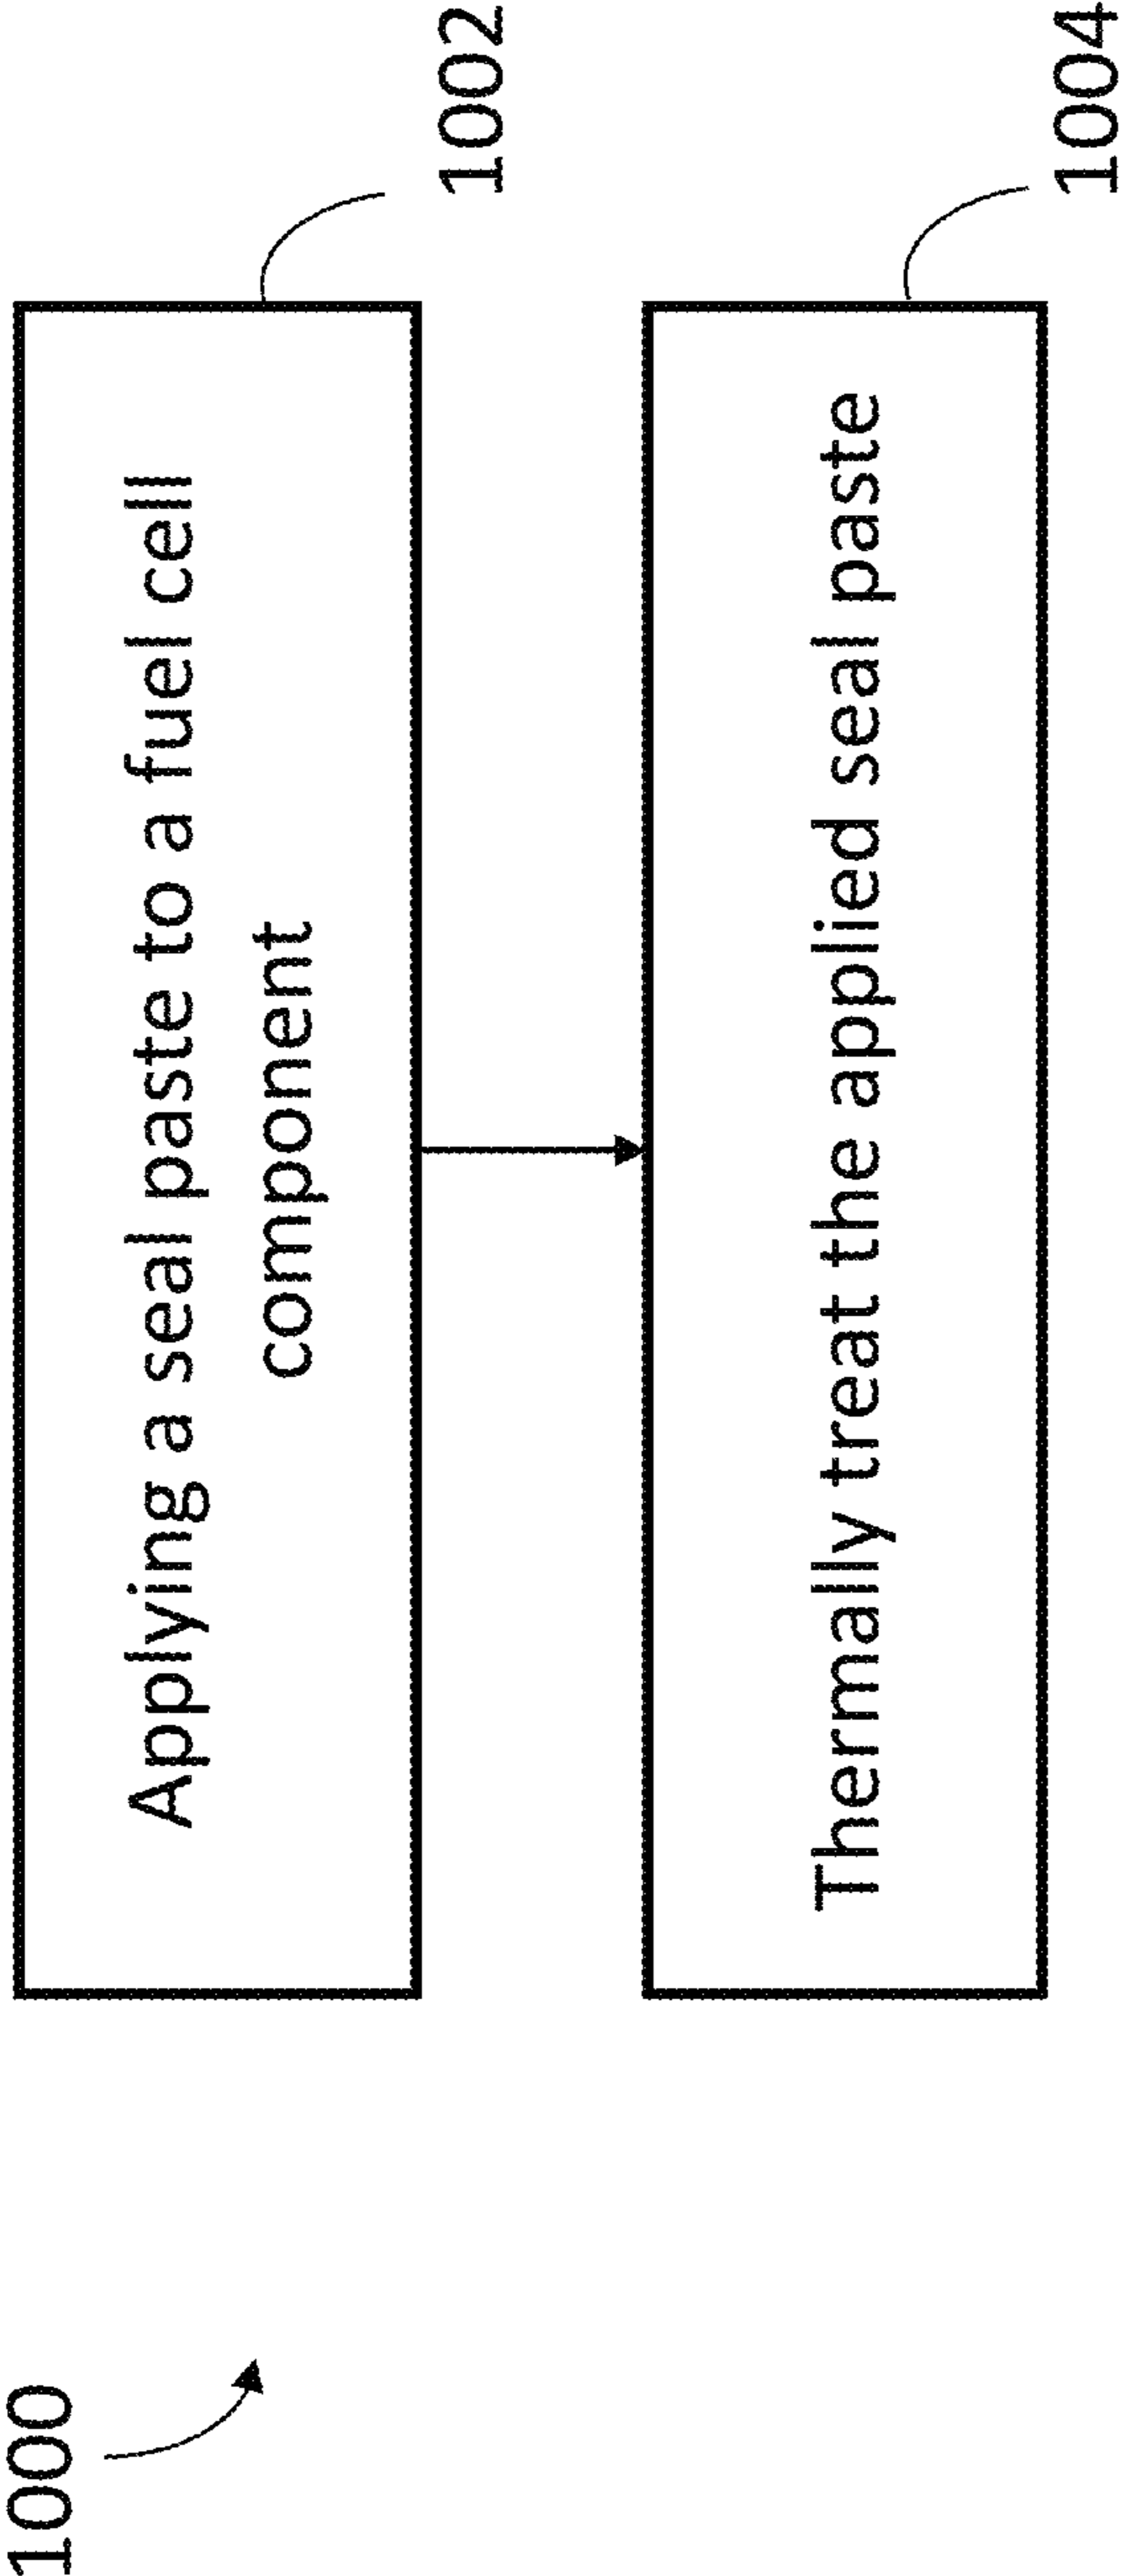 1000
Applying a seal paste to a fuel cell
component
1002
Thermally treat the applied seal paste
1004